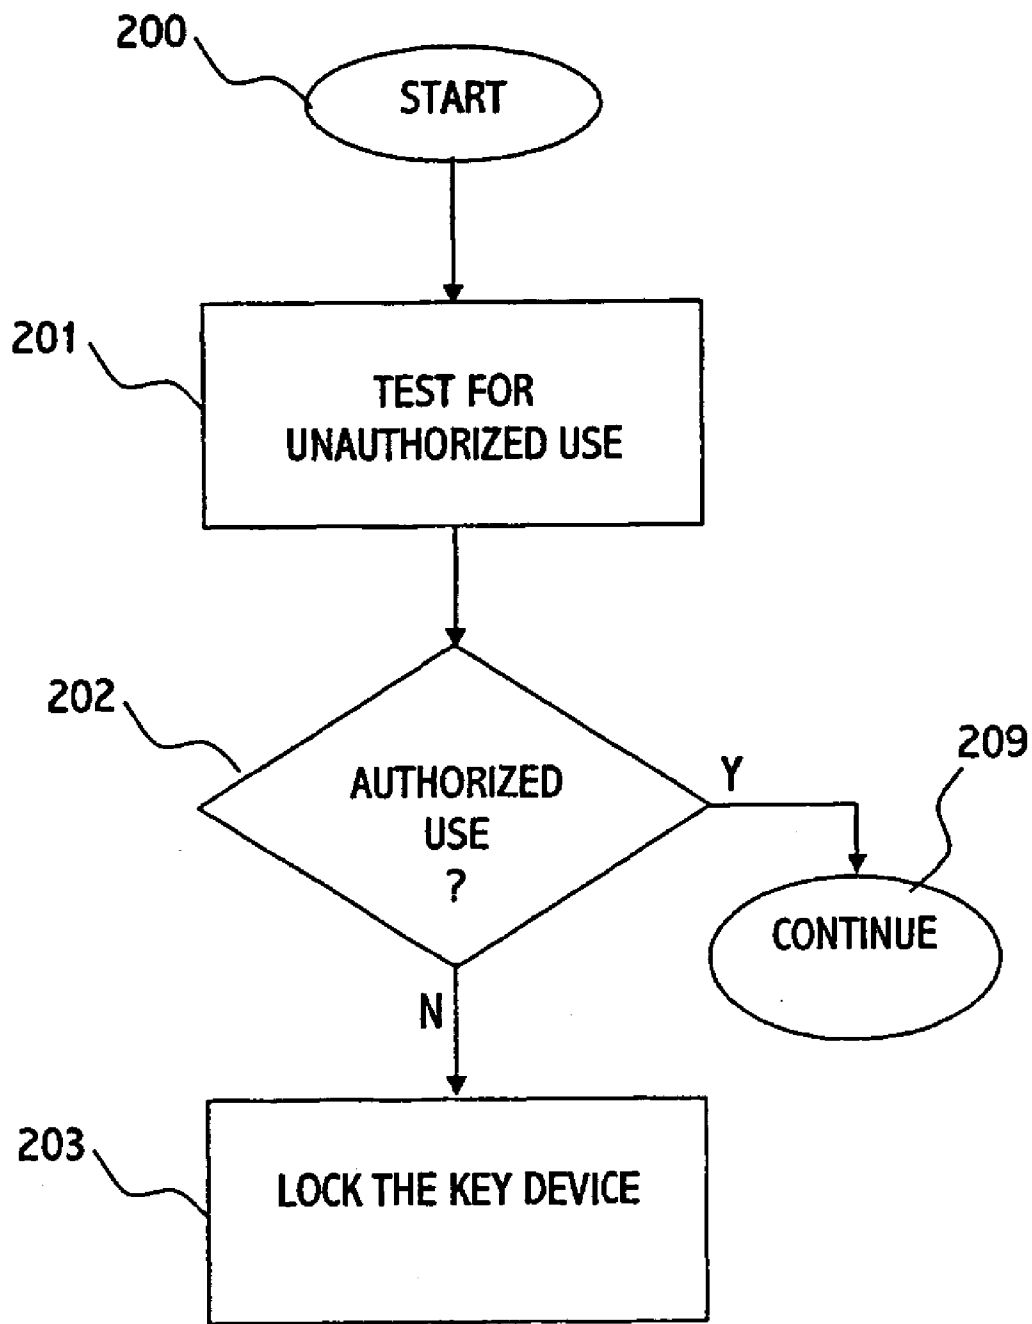 200
START
201
TEST FOR
UNAUTHORIZED USE
202
AUTHORIZED
USE
?
Y
209
CONTINUE
N
203
LOCK THE KEY DEVICE